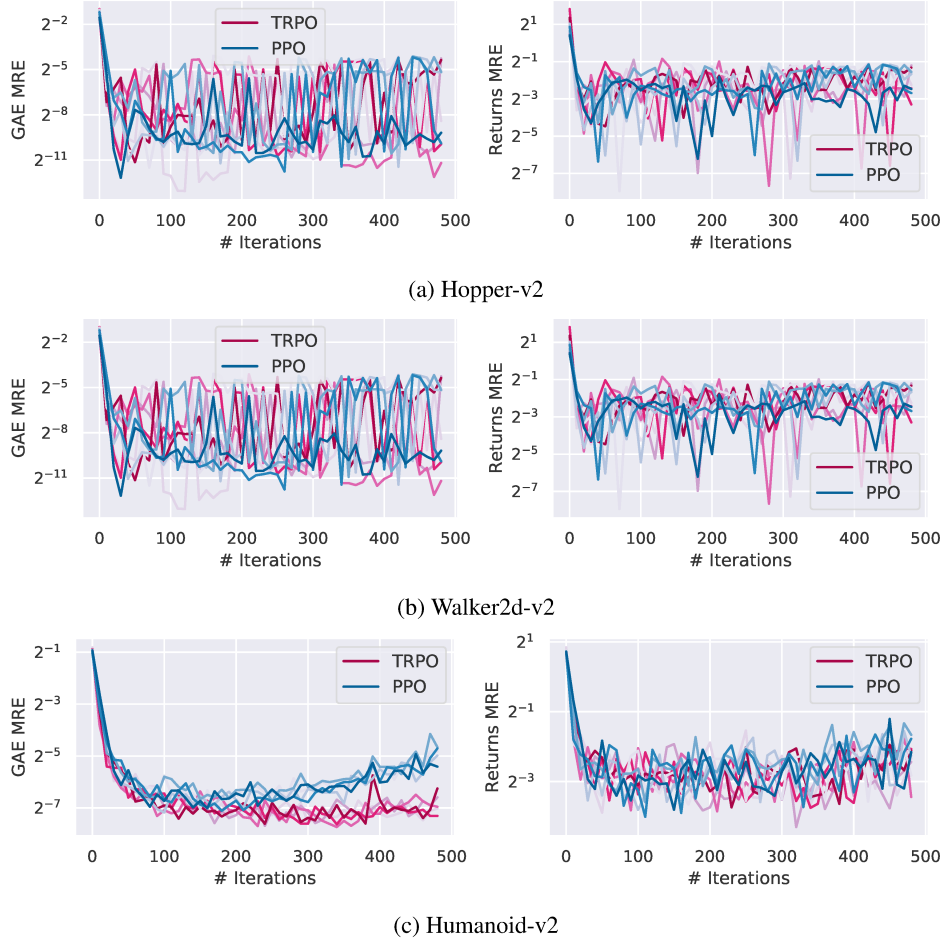 GAE MRE
2⁻²
2⁻⁵
2⁻⁸
2⁻¹¹
TRPO
PPO
0 100 200 300 400 500
# Iterations
Returns MRE
2¹
2⁻¹
2⁻³
2⁻⁵
2⁻⁷
TRPO
PPO
0 100 200 300 400 500
# Iterations
(a) Hopper-v2
GAE MRE
2⁻²
2⁻⁵
2⁻⁸
2⁻¹¹
TRPO
PPO
0 100 200 300 400 500
# Iterations
Returns MRE
2¹
2⁻¹
2⁻³
2⁻⁵
2⁻⁷
TRPO
PPO
0 100 200 300 400 500
# Iterations
(b) Walker2d-v2
GAE MRE
2⁻¹
2⁻³
2⁻⁵
2⁻⁷
TRPO
PPO
0 100 200 300 400 500
# Iterations
Returns MRE
2¹
2⁻¹
2⁻³
TRPO
PPO
0 100 200 300 400 500
# Iterations
(c) Humanoid-v2